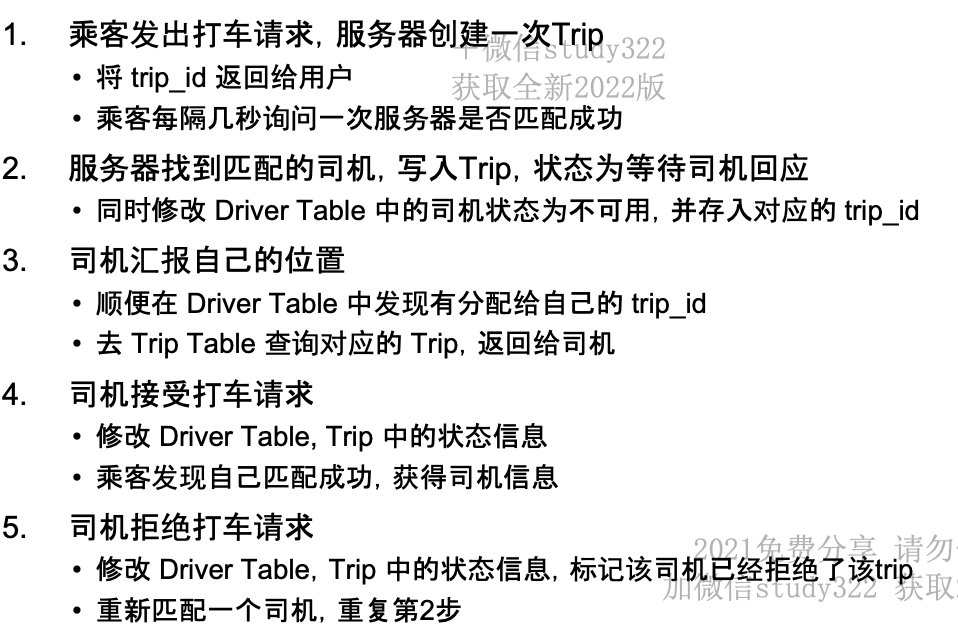 1. 乘客发出打车请求，服务器创建一次Trip
• 将 trip_id 返回给用户
• 乘客每隔几秒询问一次服务器是否匹配成功
2. 服务器找到匹配的司机，写入Trip，状态为等待司机回应
• 同时修改 Driver Table 中的司机状态为不可用，并存入对应的 trip_id
3. 司机汇报自己的位置
• 顺便在 Driver Table 中发现有分配给自己的 trip_id
• 去 Trip Table 查询对应的 Trip，返回给司机
4. 司机接受打车请求
• 修改 Driver Table, Trip 中的状态信息
• 乘客发现自己匹配成功，获得司机信息
5. 司机拒绝打车请求
• 修改 Driver Table，Trip 中的状态信息，标记该司机已经拒绝了该trip
• 重新匹配一个司机，重复第2步
微信study322
获取全新2022版
2021免费分享 请勿
加微信study322 获取